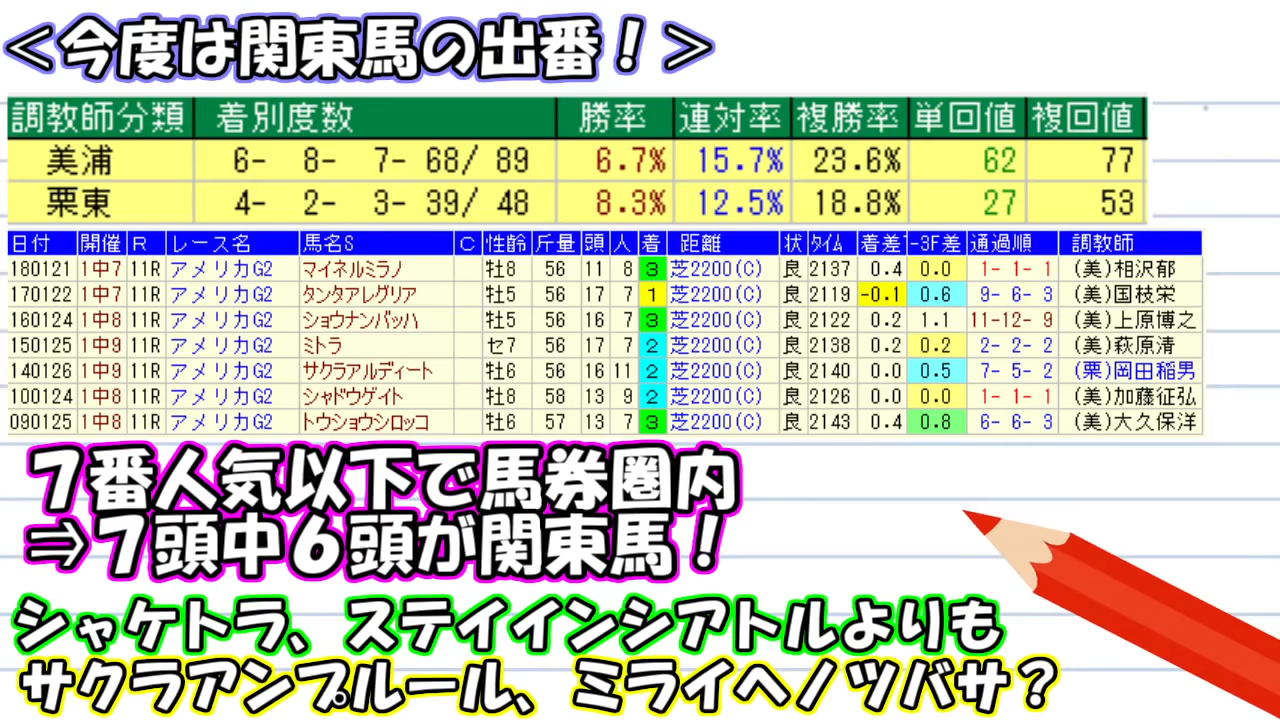 ＜今度は関東馬の出番！＞
調教師分類 着別度数 勝率 連対率 複勝率 単回値 複回値
美浦 6- 8- 7- 68/ 89 6.7% 15.7% 23.6% 62 77
栗東 4- 2- 3- 39/ 48 8.3% 12.5% 18.8% 27 53
日付 開催 R レース名 馬名S C 性齢 斤量 頭 人 着 距離 状 ﾀｲﾑ 着差 -3F差 通過順 調教師
180121 1中7 11R アメリカG2 マイネルミラノ 牡8 56 11 8 3 芝2200(C) 良 2137 0.4 0.0 1- 1- 1 (美)相沢郁
170122 1中7 11R アメリカG2 タンタアレグリア 牡5 56 17 7 1 芝2200(C) 良 2119 -0.1 0.6 9- 6- 3 (美)国枝栄
160124 1中8 11R アメリカG2 ショウナンバッハ 牡5 56 16 7 3 芝2200(C) 良 2122 0.2 1.1 11-12- 9 (美)上原博之
150125 1中9 11R アメリカG2 ミトラ セ7 56 17 7 2 芝2200(C) 良 2138 0.2 0.2 2- 2- 2 (美)萩原清
140126 1中9 11R アメリカG2 サクラアルディート 牡6 56 16 11 2 芝2200(C) 良 2140 0.0 0.5 7- 5- 2 (栗)岡田稲男
100124 1中8 11R アメリカG2 シャドウゲイト 牡8 58 13 9 2 芝2200(C) 良 2126 0.0 0.0 1- 1- 1 (美)加藤征弘
090125 1中8 11R アメリカG2 トウショウシロッコ 牡6 57 13 7 3 芝2200(C) 良 2143 0.4 0.8 6- 6- 3 (美)大久保洋
７番人気以下で馬券圏内
⇒７頭中６頭が関東馬！
シャケトラ、ステイインシアトルよりも
サクラアンプルール、ミライヘノツバサ？